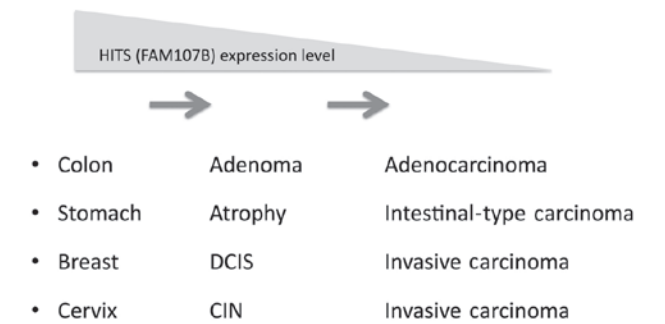 HITS (FAM107B) expression level
• Colon Adenoma Adenocarcinoma
• Stomach Atrophy Intestinal-type carcinoma
• Breast DCIS Invasive carcinoma
• Cervix CIN Invasive carcinoma